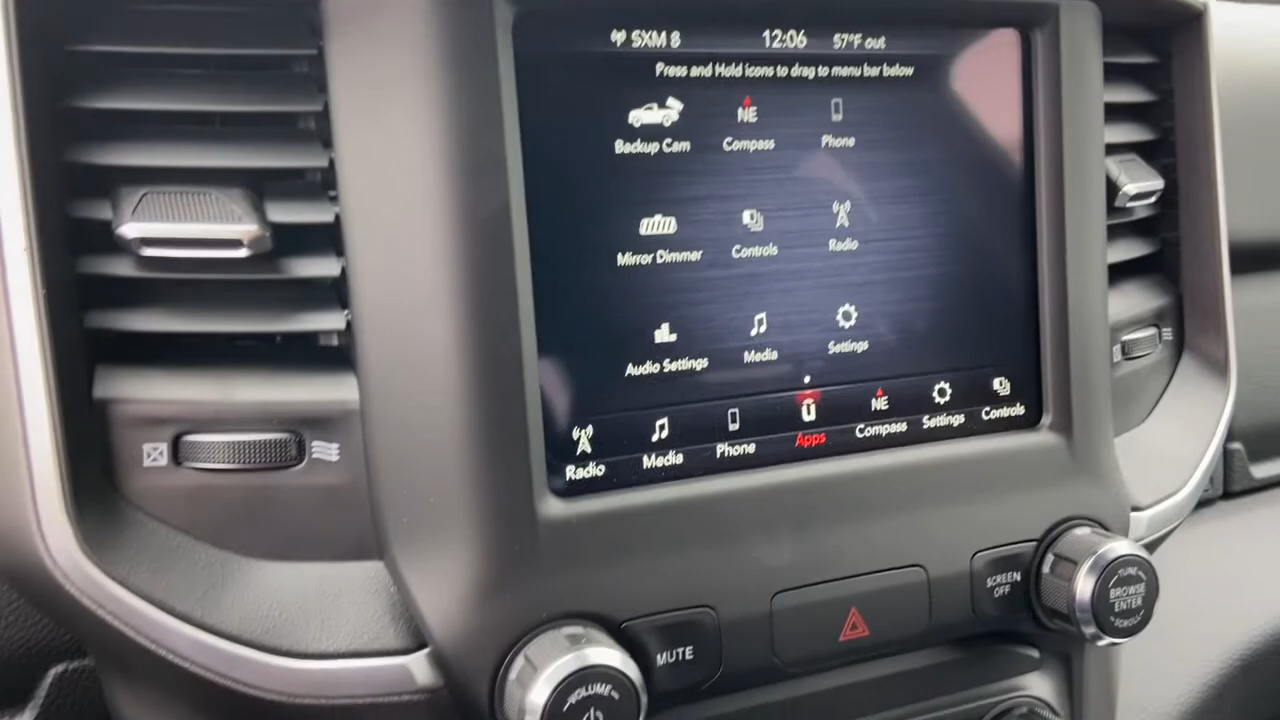 SXM 8 12:06 57°F out
Press and Hold icons to drag to menu bar below
NE
Backup Cam Compass Phone
Mirror Dimmer Controls Radio
Audio Settings Media Settings
NE
Radio Media Phone Apps Compass Settings Controls
SCREEN OFF
TUNE
BROWSE
ENTER
SCROLL
MUTE
VOLUME